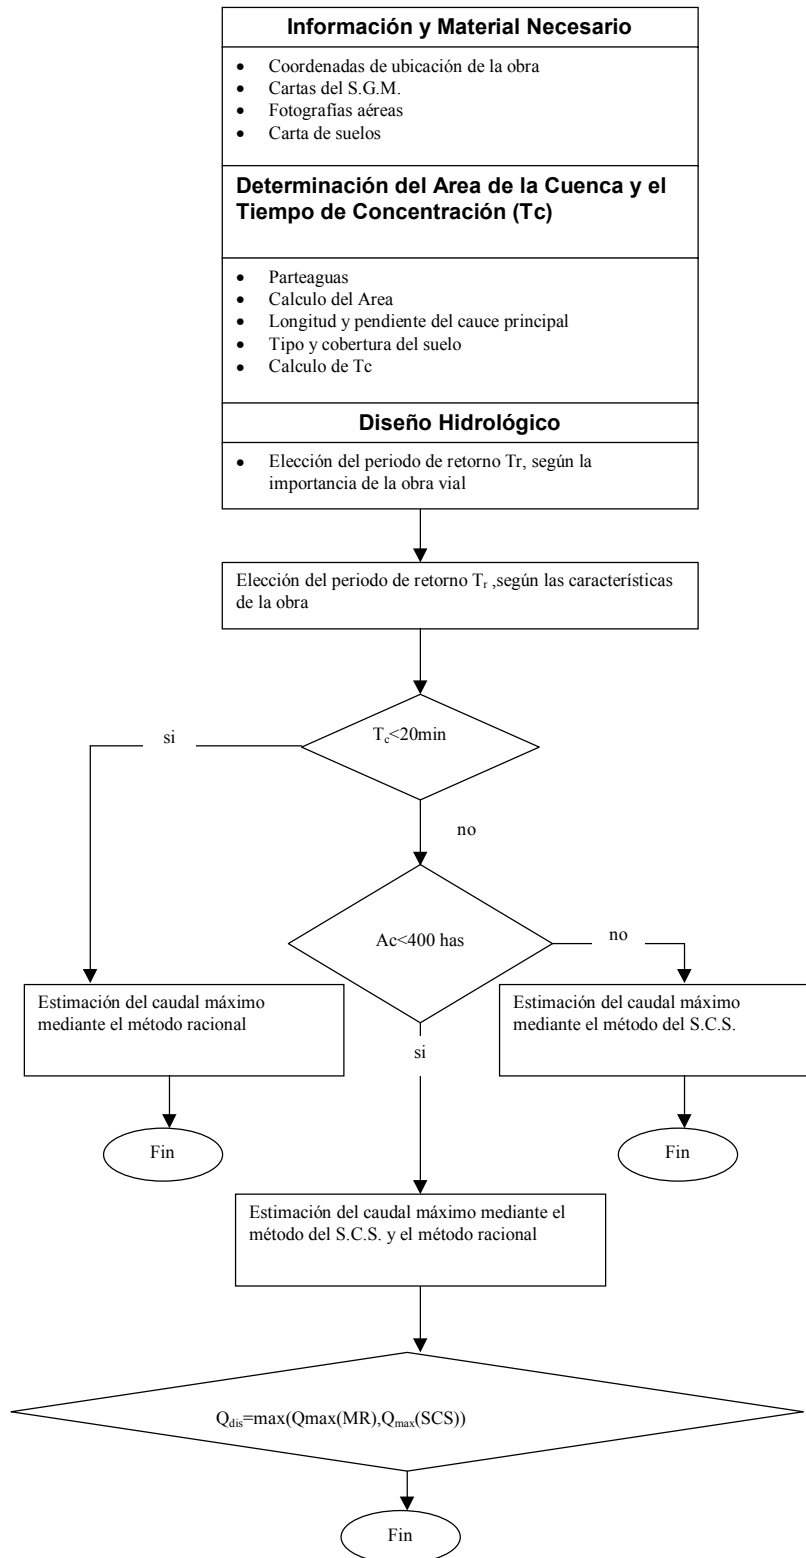 Información y Material Necesario
• Coordenadas de ubicación de la obra
• Cartas del S.G.M.
• Fotografías aéreas
• Carta de suelos
Determinación del Area de la Cuenca y el
Tiempo de Concentración (Tc)
• Parteaguas
• Calculo del Area
• Longitud y pendiente del cauce principal
• Tipo y cobertura del suelo
• Calculo de Tc
Diseño Hidrológico
• Elección del periodo de retorno Tr, según la
importancia de la obra vial
Elección del periodo de retorno Tr ,según las características
de la obra
Tc<20min
si
no
Ac<400 has
no
Estimación del caudal máximo
mediante el método racional
Estimación del caudal máximo
mediante el método del S.C.S.
si
Fin
Fin
Estimación del caudal máximo mediante el
método del S.C.S. y el método racional
Qdis=max(Qmax(MR),Qmax(SCS))
Fin